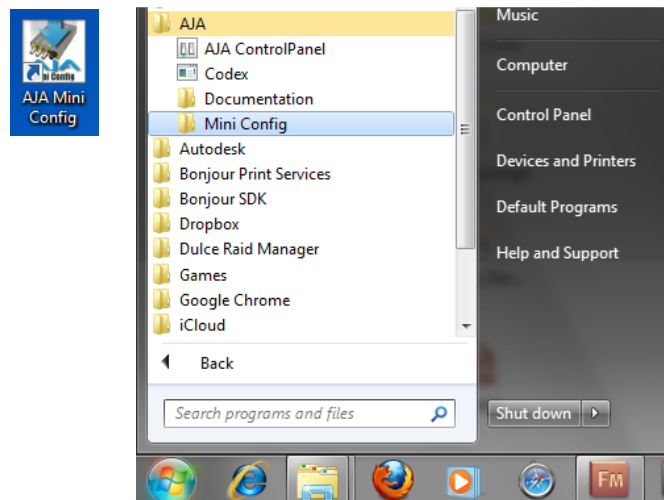 AJA Mini
Config
AJA
AJA ControlPanel
Codex
Documentation
Mini Config
Autodesk
Bonjour Print Services
Bonjour SDK
Dropbox
Dulce Raid Manager
Games
Google Chrome
iCloud
Back
Search programs and files
Music
Computer
Control Panel
Devices and Printers
Default Programs
Help and Support
Shut down
FM